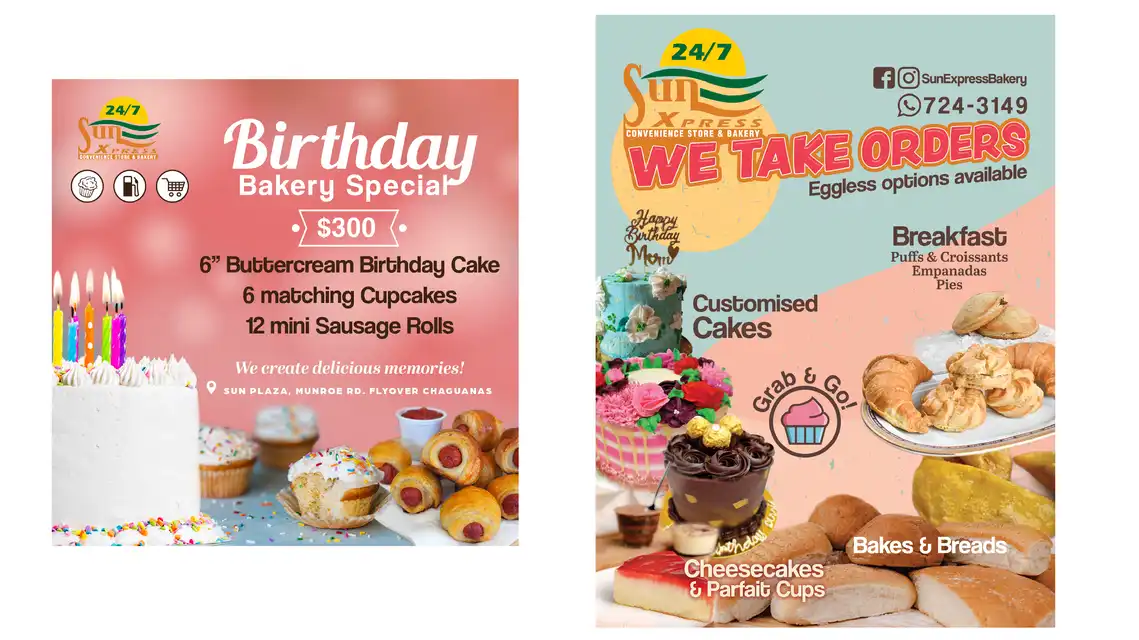 24/7
Sun
XPRESS
CONVENIENCE STORE & BAKERY
Birthday
Bakery Special
$300
6” Buttercream Birthday Cake
6 matching Cupcakes
12 mini Sausage Rolls
We create delicious memories!
SUN PLAZA, MUNROE RD. FLYOVER CHAGUANAS
24/7
Sun
XPRESS
CONVENIENCE STORE & BAKERY
SunExpressBakery
724-3149
WE TAKE ORDERS
Eggless options available
Happy
Birthday
Mom
Breakfast
Puffs & Croissants
Empanadas
Pies
Customised
Cakes
Grab & Go!
Bakes & Breads
Cheesecakes
& Parfait Cups